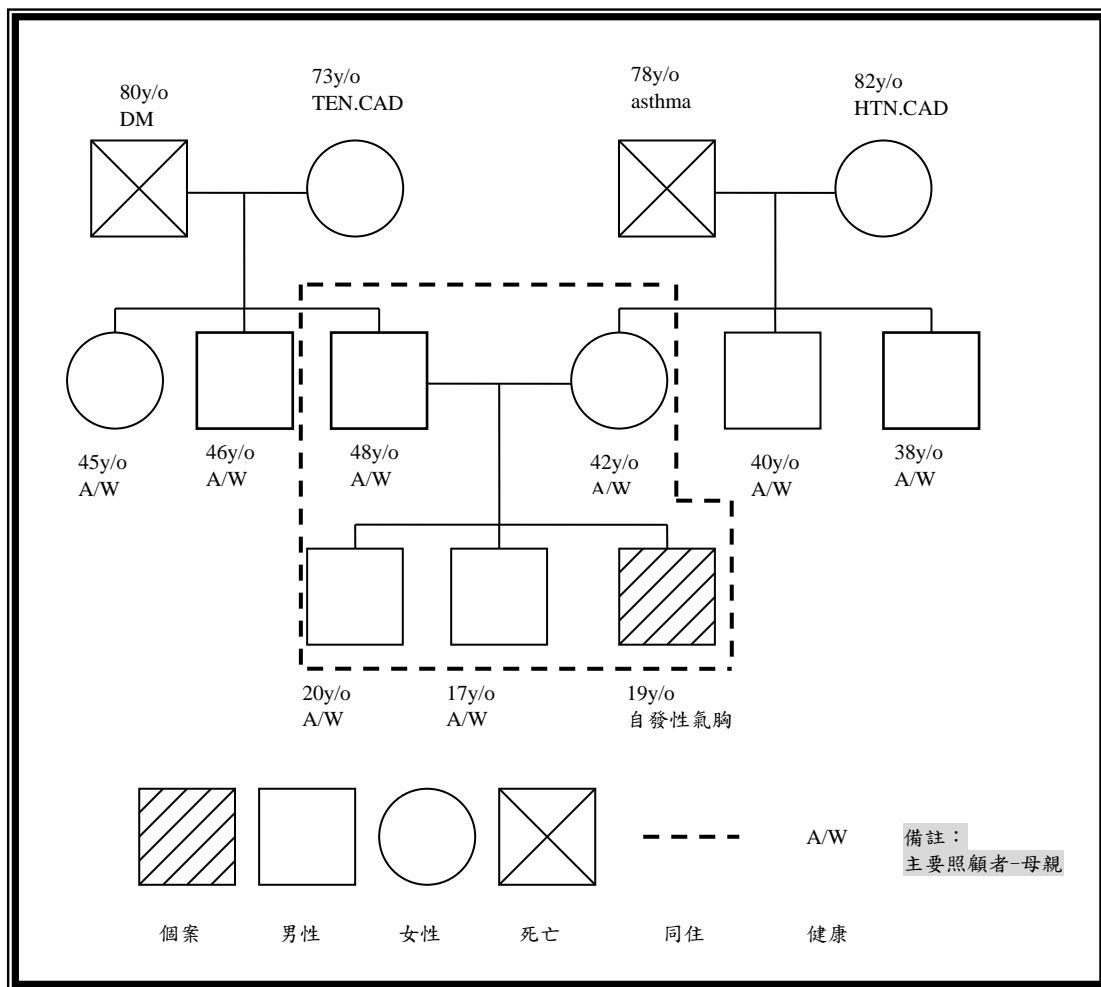 80y/o
DM
73y/o
TEN.CAD
78y/o
asthma
82y/o
HTN.CAD
45y/o
A/W
46y/o
A/W
48y/o
A/W
42y/o
A/W
40y/o
A/W
38y/o
A/W
20y/o
A/W
17y/o
A/W
19y/o
自發性氣胸
A/W
備註：
主要照顧者-母親
個案
男性
女性
死亡
同住
健康